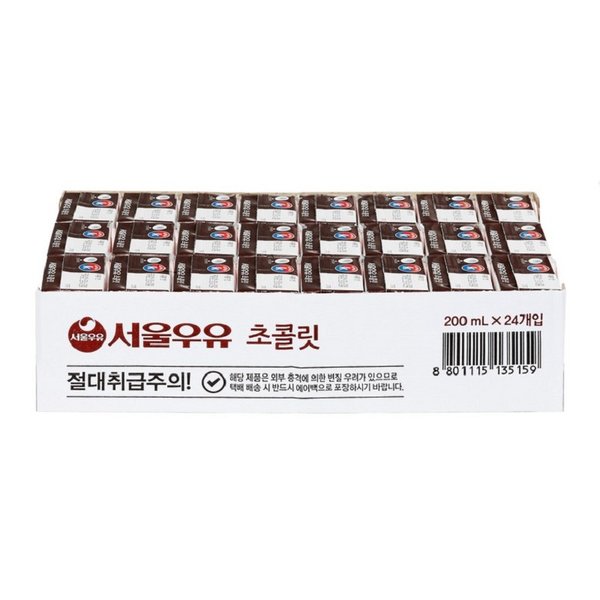 서울우유 서울우유 초콜릿
200 mL × 24개입
절대취급주의!
해당 제품은 외부 충격에 의한 변질 우려가 있으므로
택배 배송 시 반드시 에어백으로 포장하시기 바랍니다.
8 801115 135159